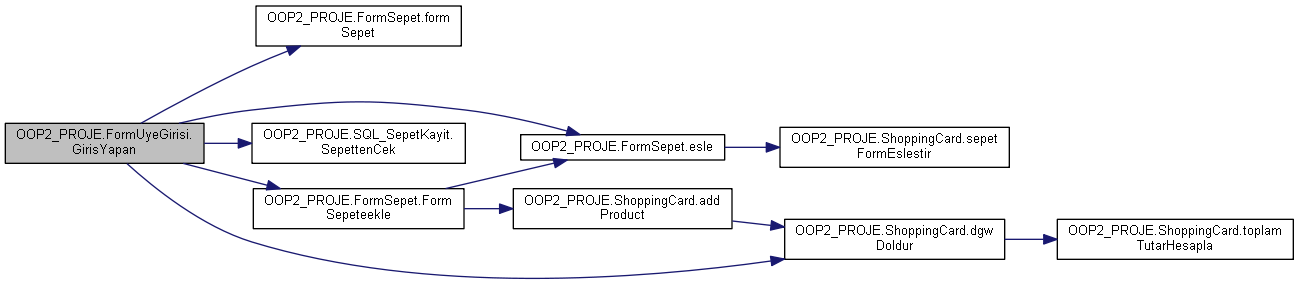 OOP2_PROJE.FormSepet.form
Sepet
OOP2_PROJE.FormUyeGirisi.
GirisYapan
OOP2_PROJE.SQL_SepetKayit.
SepettenCek
OOP2_PROJE.FormSepet.esle
OOP2_PROJE.ShoppingCard.sepet
FormEslestir
OOP2_PROJE.FormSepet.Form
Sepeteekle
OOP2_PROJE.ShoppingCard.add
Product
OOP2_PROJE.ShoppingCard.dgw
Doldur
OOP2_PROJE.ShoppingCard.toplam
TutarHesapla